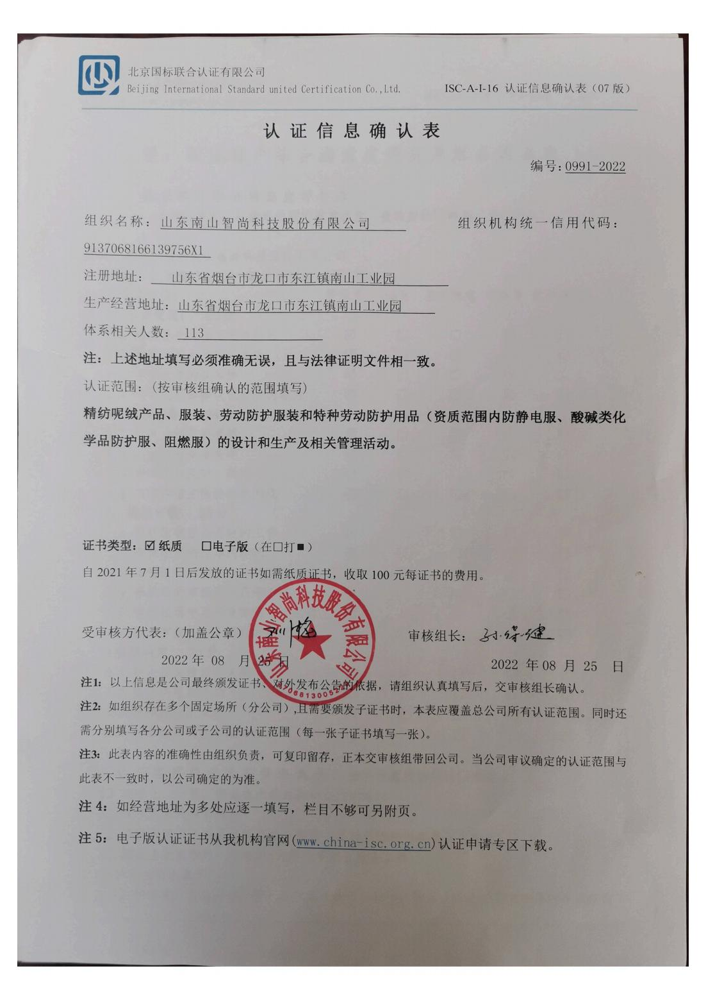 北京国标联合认证有限公司
Beijing International Standard united Certification Co.,Ltd.
ISC-A-I-16 认证信息确认表（07 版）
认 证 信 息 确 认 表
编号：0991-2022
组织名称：山东南山智尚科技股份有限公司 组织机构统一信用代码：
9137068166139756X1
注册地址： 山东省烟台市龙口市东江镇南山工业园
生产经营地址：山东省烟台市龙口市东江镇南山工业园
体系相关人数： 113
注：上述地址填写必须准确无误，且与法律证明文件相一致。
认证范围：（按审核组确认的范围填写）
精纺呢绒产品、服装、劳动防护服装和特种劳动防护用品（资质范围内防静电服、酸碱类化
学品防护服、阻燃服）的设计和生产及相关管理活动。
证书类型：☑ 纸质 □电子版（在□打■）
自 2021 年 7 月 1 日后发放的证书如需纸质证书，收取 100 元每证书的费用。
山东南山智尚科技股份有限公司
受审核方代表：（加盖公章） 审核组长： 孙保健
2022 年 08 月 25 日 2022 年 08 月 25 日
注1：以上信息是公司最终颁发证书、对外发布公告的依据，请组织认真填写后，交审核组长确认。
注2：如组织存在多个固定场所（分公司）,且需要颁发子证书时，本表应覆盖总公司所有认证范围。同时还
需分别填写各分公司或子公司的认证范围（每一张子证书填写一张）。
注3：此表内容的准确性由组织负责，可复印留存，正本交审核组带回公司。当公司审议确定的认证范围与
此表不一致时，以公司确定的为准。
注 4：如经营地址为多处应逐一填写，栏目不够可另附页。
注 5：电子版认证证书从我机构官网(www.china-isc.org.cn)认证申请专区下载。